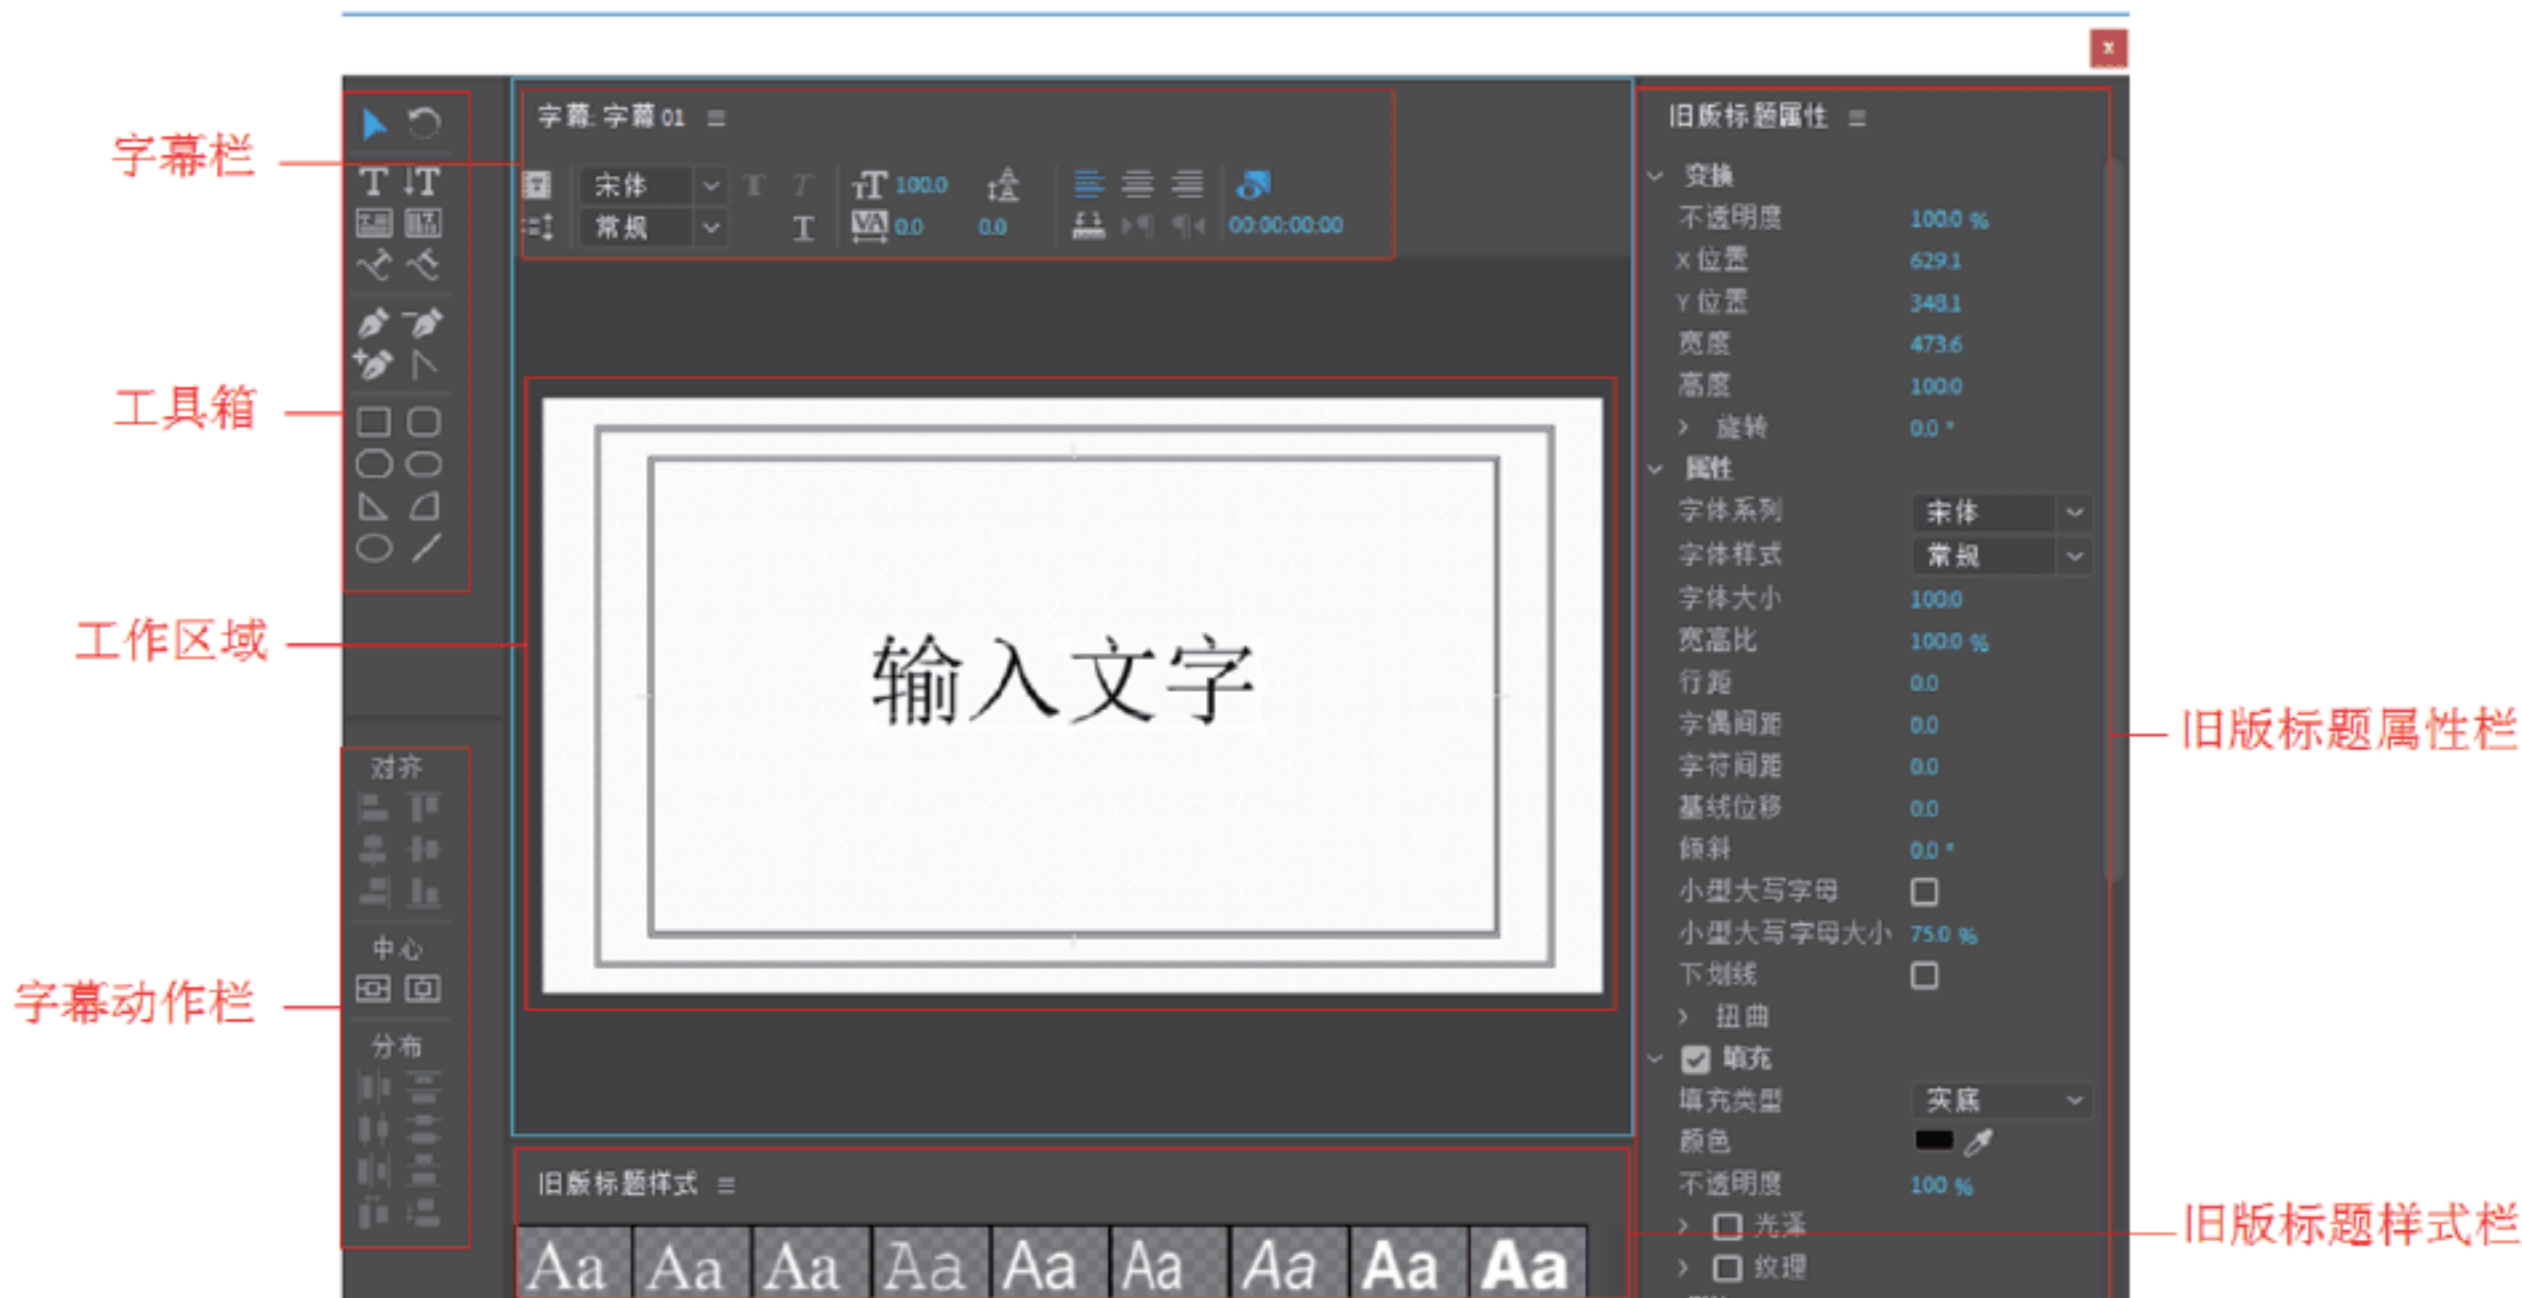 x
字幕栏
工具箱
工作区域
字幕动作栏
对齐
中心
分布
字幕: 字幕 01
宋体
100.0
常规
0.0
0.0
00:00:00:00
输入文字
旧版标题样式
Aa Aa Aa Aa Aa Aa Aa Aa Aa
旧版标题属性
变换
不透明度 100.0 %
X 位置 629.1
Y 位置 348.1
宽度 473.6
高度 100.0
旋转 0.0 °
属性
字体系列 宋体
字体样式 常规
字体大小 100.0
宽高比 100.0 %
行距 0.0
字偶间距 0.0
字符间距 0.0
基线位移 0.0
倾斜 0.0 °
小型大写字母
小型大写字母大小 75.0 %
下划线
扭曲
填充
填充类型 实底
颜色
不透明度 100 %
光泽
纹理
旧版标题属性栏
旧版标题样式栏